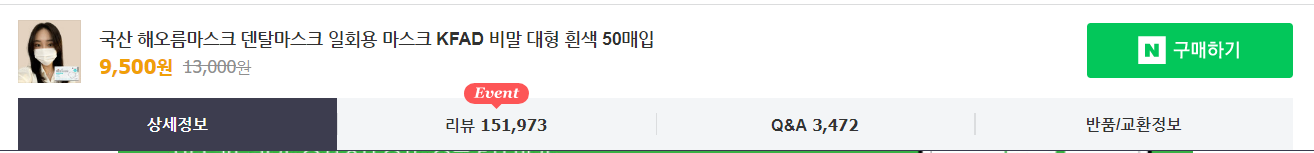 국산 해오름마스크 덴탈마스크 일회용 마스크 KFAD 비말 대형 흰색 50매입
9,500원 13,000원
N 구매하기
Event
상세정보
리뷰 151,973
Q&A 3,472
반품/교환정보